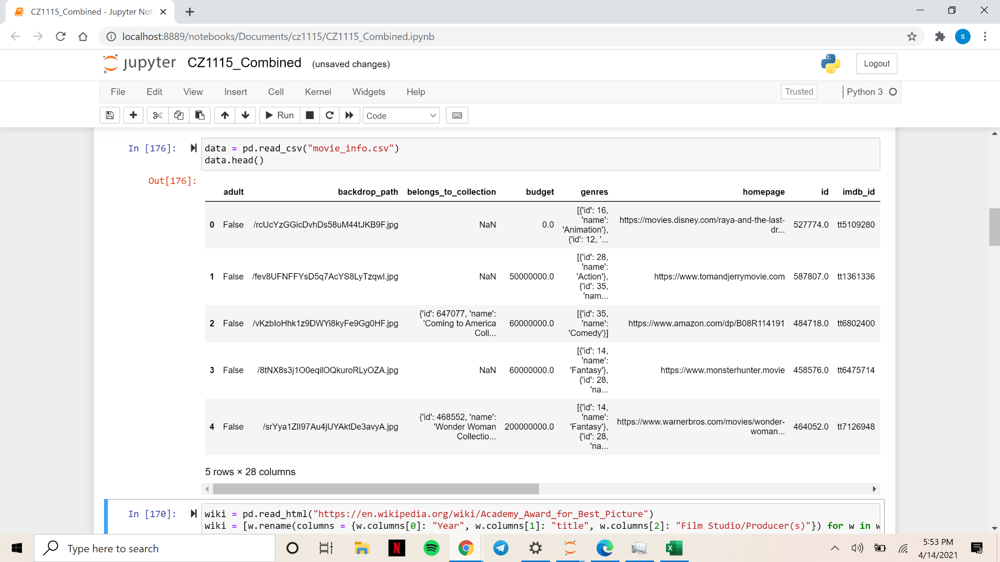 CZ1115_Combined - Jupyter Not
localhost:8889/notebooks/Documents/cz1115/CZ1115_Combined.ipynb
S
jupyter CZ1115_Combined (unsaved changes)
Logout
File Edit View Insert Cell Kernel Widgets Help Trusted Python 3
Run Code
In [176]: data = pd.read_csv("movie_info.csv")
data.head()
Out[176]:
adult backdrop_path belongs_to_collection budget genres homepage id imdb_id
[{'id': 16,
'name':
'Animation'},
{'id': 12, '...
0 False /rcUcYzGGicDvhDs58uM44tJKB9F.jpg NaN 0.0 https://movies.disney.com/raya-and-the-last-
dr... 527774.0 tt5109280
[{'id': 28,
'name':
'Action'},
{'id': 35,
'nam...
1 False /fev8UFNFFYsD5q7AcYS8LyTzqwl.jpg NaN 50000000.0 https://www.tomandjerrymovie.com 587807.0 tt1361336
{'id': 647077, 'name':
'Coming to America
Coll...
[{'id': 35,
'name':
'Comedy'}]
2 False /vKzbIoHhk1z9DWYi8kyFe9Gg0HF.jpg 60000000.0 https://www.amazon.com/dp/B08R114191 484718.0 tt6802400
[{'id': 14,
'name':
'Fantasy'},
{'id': 28,
'na...
3 False /8tNX8s3j1O0eqilOQkuroRLyOZA.jpg NaN 60000000.0 https://www.monsterhunter.movie 458576.0 tt6475714
{'id': 468552, 'name':
'Wonder Woman
Collectio...
[{'id': 14,
'name':
'Fantasy'},
{'id': 28,
'na...
4 False /srYya1ZlI97Au4jUYAktDe3avyA.jpg 200000000.0 https://www.warnerbros.com/movies/wonder-
woman... 464052.0 tt7126948
5 rows × 28 columns
In [170]: wiki = pd.read_html("https://en.wikipedia.org/wiki/Academy_Award_for_Best_Picture")
wiki = [w.rename(columns = {w.columns[0]: "Year", w.columns[1]: "title", w.columns[2]: "Film Studio/Producer(s)"}) for w in w
Type here to search
N
X
5:53 PM
4/14/2021